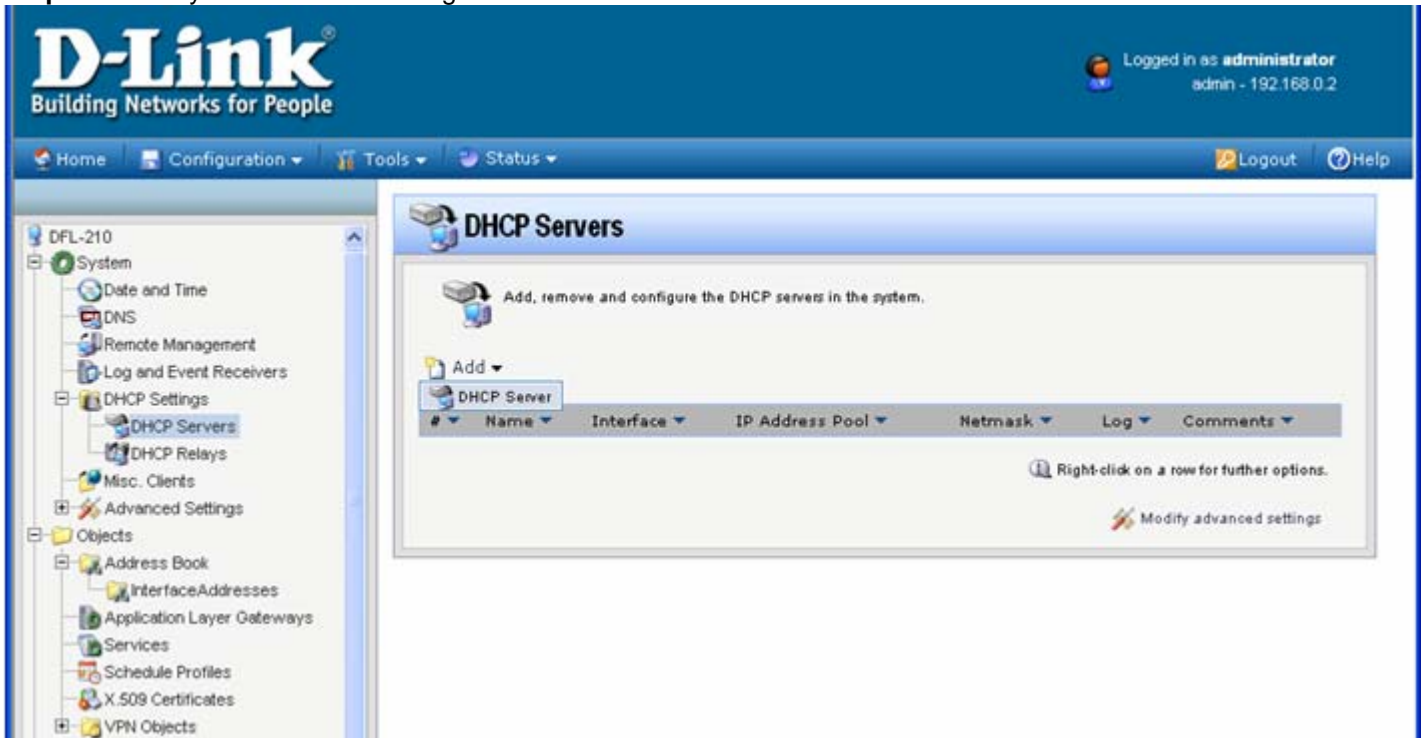 D-Link®
Building Networks for People
Logged in as administrator
admin - 192.168.0.2
Home Configuration Tools Status Logout Help
DFL-210
System
Date and Time
DNS
Remote Management
Log and Event Receivers
DHCP Settings
DHCP Servers
DHCP Relays
Misc. Clients
Advanced Settings
Objects
Address Book
InterfaceAddresses
Application Layer Gateways
Services
Schedule Profiles
X.509 Certificates
VPN Objects
DHCP Servers
Add, remove and configure the DHCP servers in the system.
Add
DHCP Server
# Name Interface IP Address Pool Netmask Log Comments
Right-click on a row for further options.
Modify advanced settings